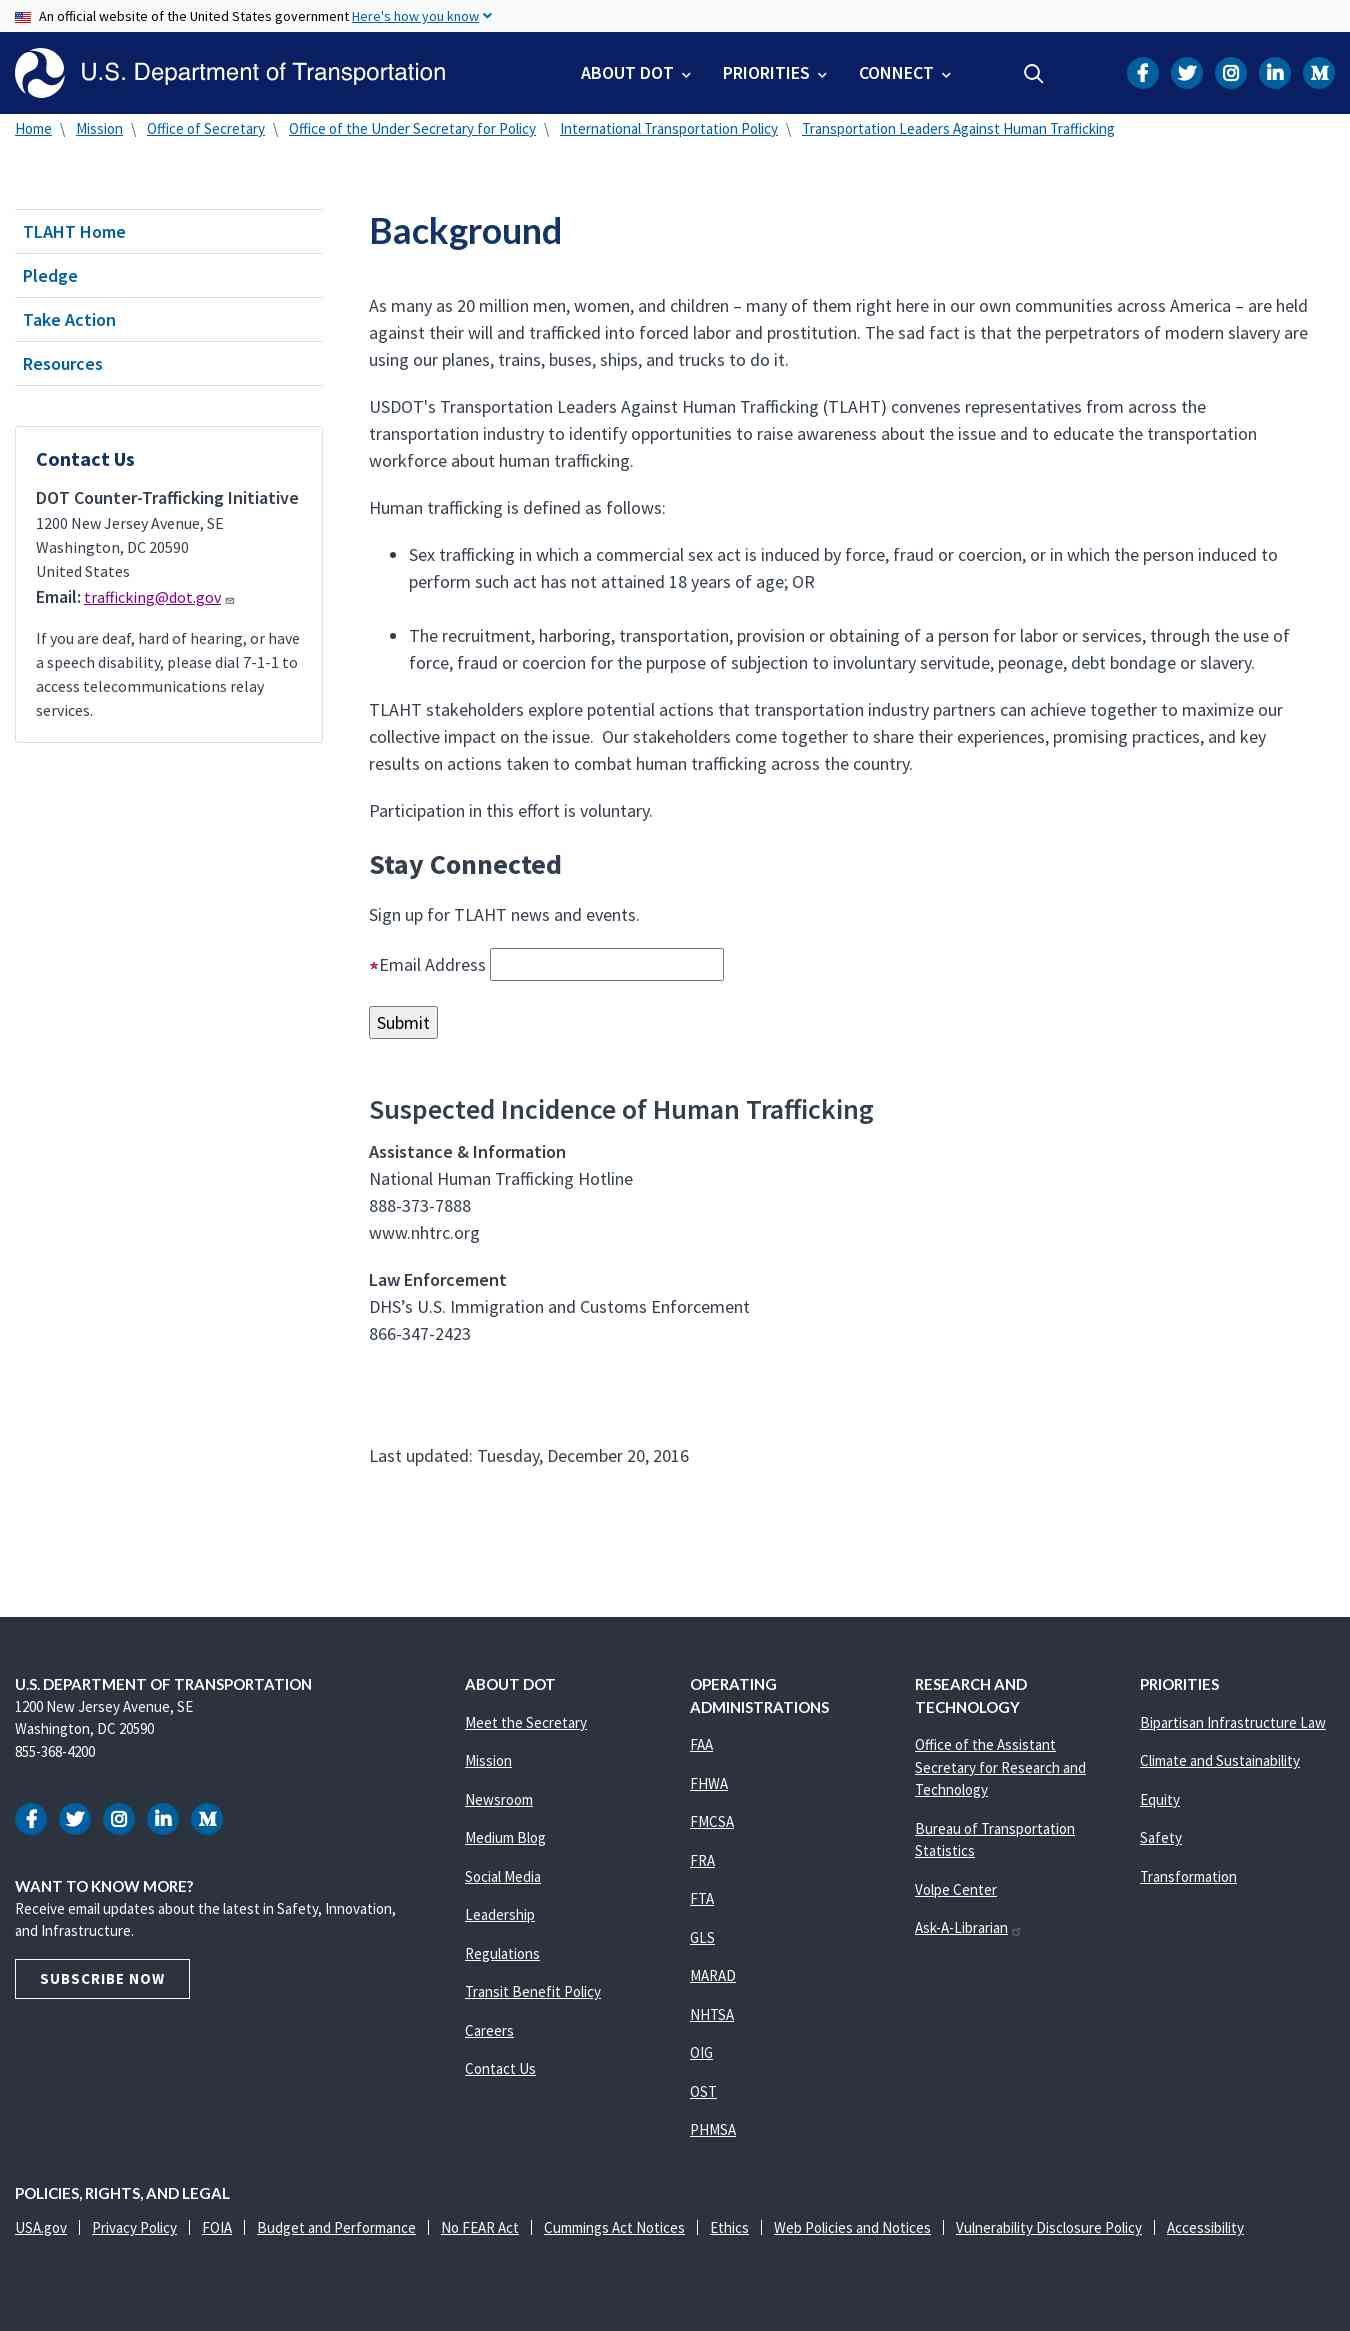 An official website of the United States government Here's how you know
U.S. Department of Transportation
ABOUT DOT
PRIORITIES
CONNECT
Home \ Mission \ Office of Secretary \ Office of the Under Secretary for Policy \ International Transportation Policy \ Transportation Leaders Against Human Trafficking
TLAHT Home
Pledge
Take Action
Resources
Contact Us
DOT Counter-Trafficking Initiative
1200 New Jersey Avenue, SE
Washington, DC 20590
United States
Email: trafficking@dot.gov
If you are deaf, hard of hearing, or have
a speech disability, please dial 7-1-1 to
access telecommunications relay
services.
Background
As many as 20 million men, women, and children – many of them right here in our own communities across America – are held
against their will and trafficked into forced labor and prostitution. The sad fact is that the perpetrators of modern slavery are
using our planes, trains, buses, ships, and trucks to do it.
USDOT's Transportation Leaders Against Human Trafficking (TLAHT) convenes representatives from across the
transportation industry to identify opportunities to raise awareness about the issue and to educate the transportation
workforce about human trafficking.
Human trafficking is defined as follows:
• Sex trafficking in which a commercial sex act is induced by force, fraud or coercion, or in which the person induced to
perform such act has not attained 18 years of age; OR
• The recruitment, harboring, transportation, provision or obtaining of a person for labor or services, through the use of
force, fraud or coercion for the purpose of subjection to involuntary servitude, peonage, debt bondage or slavery.
TLAHT stakeholders explore potential actions that transportation industry partners can achieve together to maximize our
collective impact on the issue.  Our stakeholders come together to share their experiences, promising practices, and key
results on actions taken to combat human trafficking across the country.
Participation in this effort is voluntary.
Stay Connected
Sign up for TLAHT news and events.
*Email Address
Submit
Suspected Incidence of Human Trafficking
Assistance & Information
National Human Trafficking Hotline
888-373-7888
www.nhtrc.org
Law Enforcement
DHS’s U.S. Immigration and Customs Enforcement
866-347-2423
Last updated: Tuesday, December 20, 2016
U.S. DEPARTMENT OF TRANSPORTATION
1200 New Jersey Avenue, SE
Washington, DC 20590
855-368-4200
WANT TO KNOW MORE?
Receive email updates about the latest in Safety, Innovation,
and Infrastructure.
SUBSCRIBE NOW
ABOUT DOT
Meet the Secretary
Mission
Newsroom
Medium Blog
Social Media
Leadership
Regulations
Transit Benefit Policy
Careers
Contact Us
OPERATING
ADMINISTRATIONS
FAA
FHWA
FMCSA
FRA
FTA
GLS
MARAD
NHTSA
OIG
OST
PHMSA
RESEARCH AND
TECHNOLOGY
Office of the Assistant
Secretary for Research and
Technology
Bureau of Transportation
Statistics
Volpe Center
Ask-A-Librarian
PRIORITIES
Bipartisan Infrastructure Law
Climate and Sustainability
Equity
Safety
Transformation
POLICIES, RIGHTS, AND LEGAL
USA.gov | Privacy Policy | FOIA | Budget and Performance | No FEAR Act | Cummings Act Notices | Ethics | Web Policies and Notices | Vulnerability Disclosure Policy | Accessibility